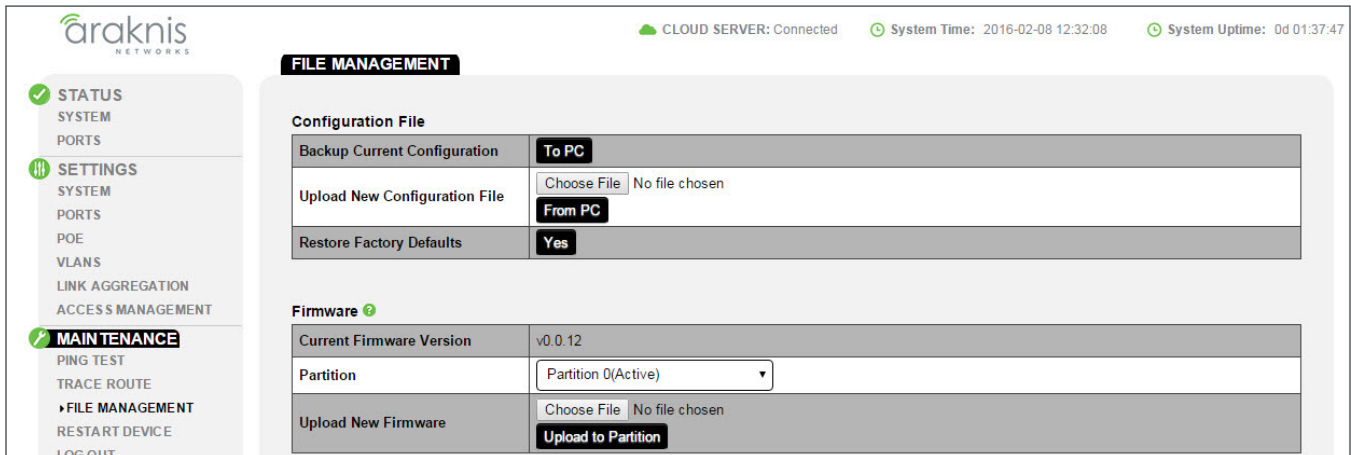 araknis
NETWORKS
CLOUD SERVER: Connected
System Time: 2016-02-08 12:32:08
System Uptime: 0d 01:37:47
FILE MANAGEMENT
STATUS
SYSTEM
PORTS
SETTINGS
SYSTEM
PORTS
POE
VLANS
LINK AGGREGATION
ACCESS MANAGEMENT
MAINTENANCE
PING TEST
TRACE ROUTE
FILE MANAGEMENT
RESTART DEVICE
LOG OUT
Configuration File
Backup Current Configuration To PC
Upload New Configuration File Choose File No file chosen
From PC
Restore Factory Defaults Yes
Firmware ?
Current Firmware Version v0.0.12
Partition Partition 0(Active)
Upload New Firmware Choose File No file chosen
Upload to Partition